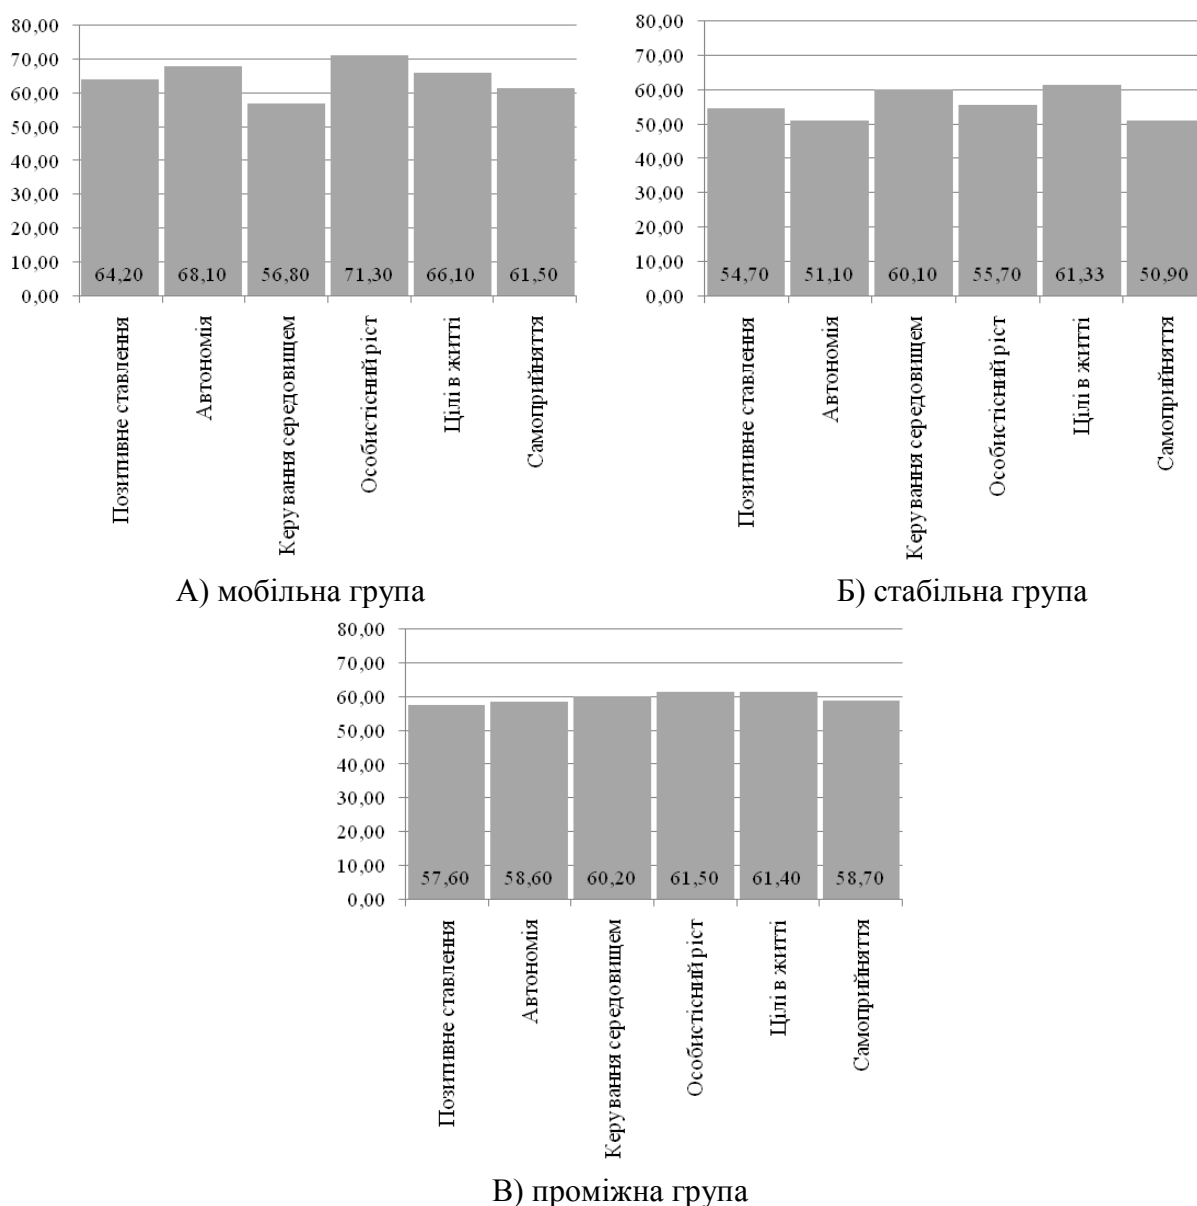 80,00
70,00
60,00
50,00
40,00
30,00
20,00
10,00
0,00
64,20 68,10 56,80 71,30 66,10 61,50
Позитивне ставлення
Автономія
Керування середовищем
Особистісний ріст
Цілі в житті
Самоприйняття
А) мобільна група
80,00
70,00
60,00
50,00
40,00
30,00
20,00
10,00
0,00
54,70 51,10 60,10 55,70 61,33 50,90
Позитивне ставлення
Автономія
Керування середовищем
Особистісний ріст
Цілі в житті
Самоприйняття
Б) стабільна група
80,00
70,00
60,00
50,00
40,00
30,00
20,00
10,00
0,00
57,60 58,60 60,20 61,50 61,40 58,70
Позитивне ставлення
Автономія
Керування середовищем
Особистісний ріст
Цілі в житті
Самоприйняття
В) проміжна група